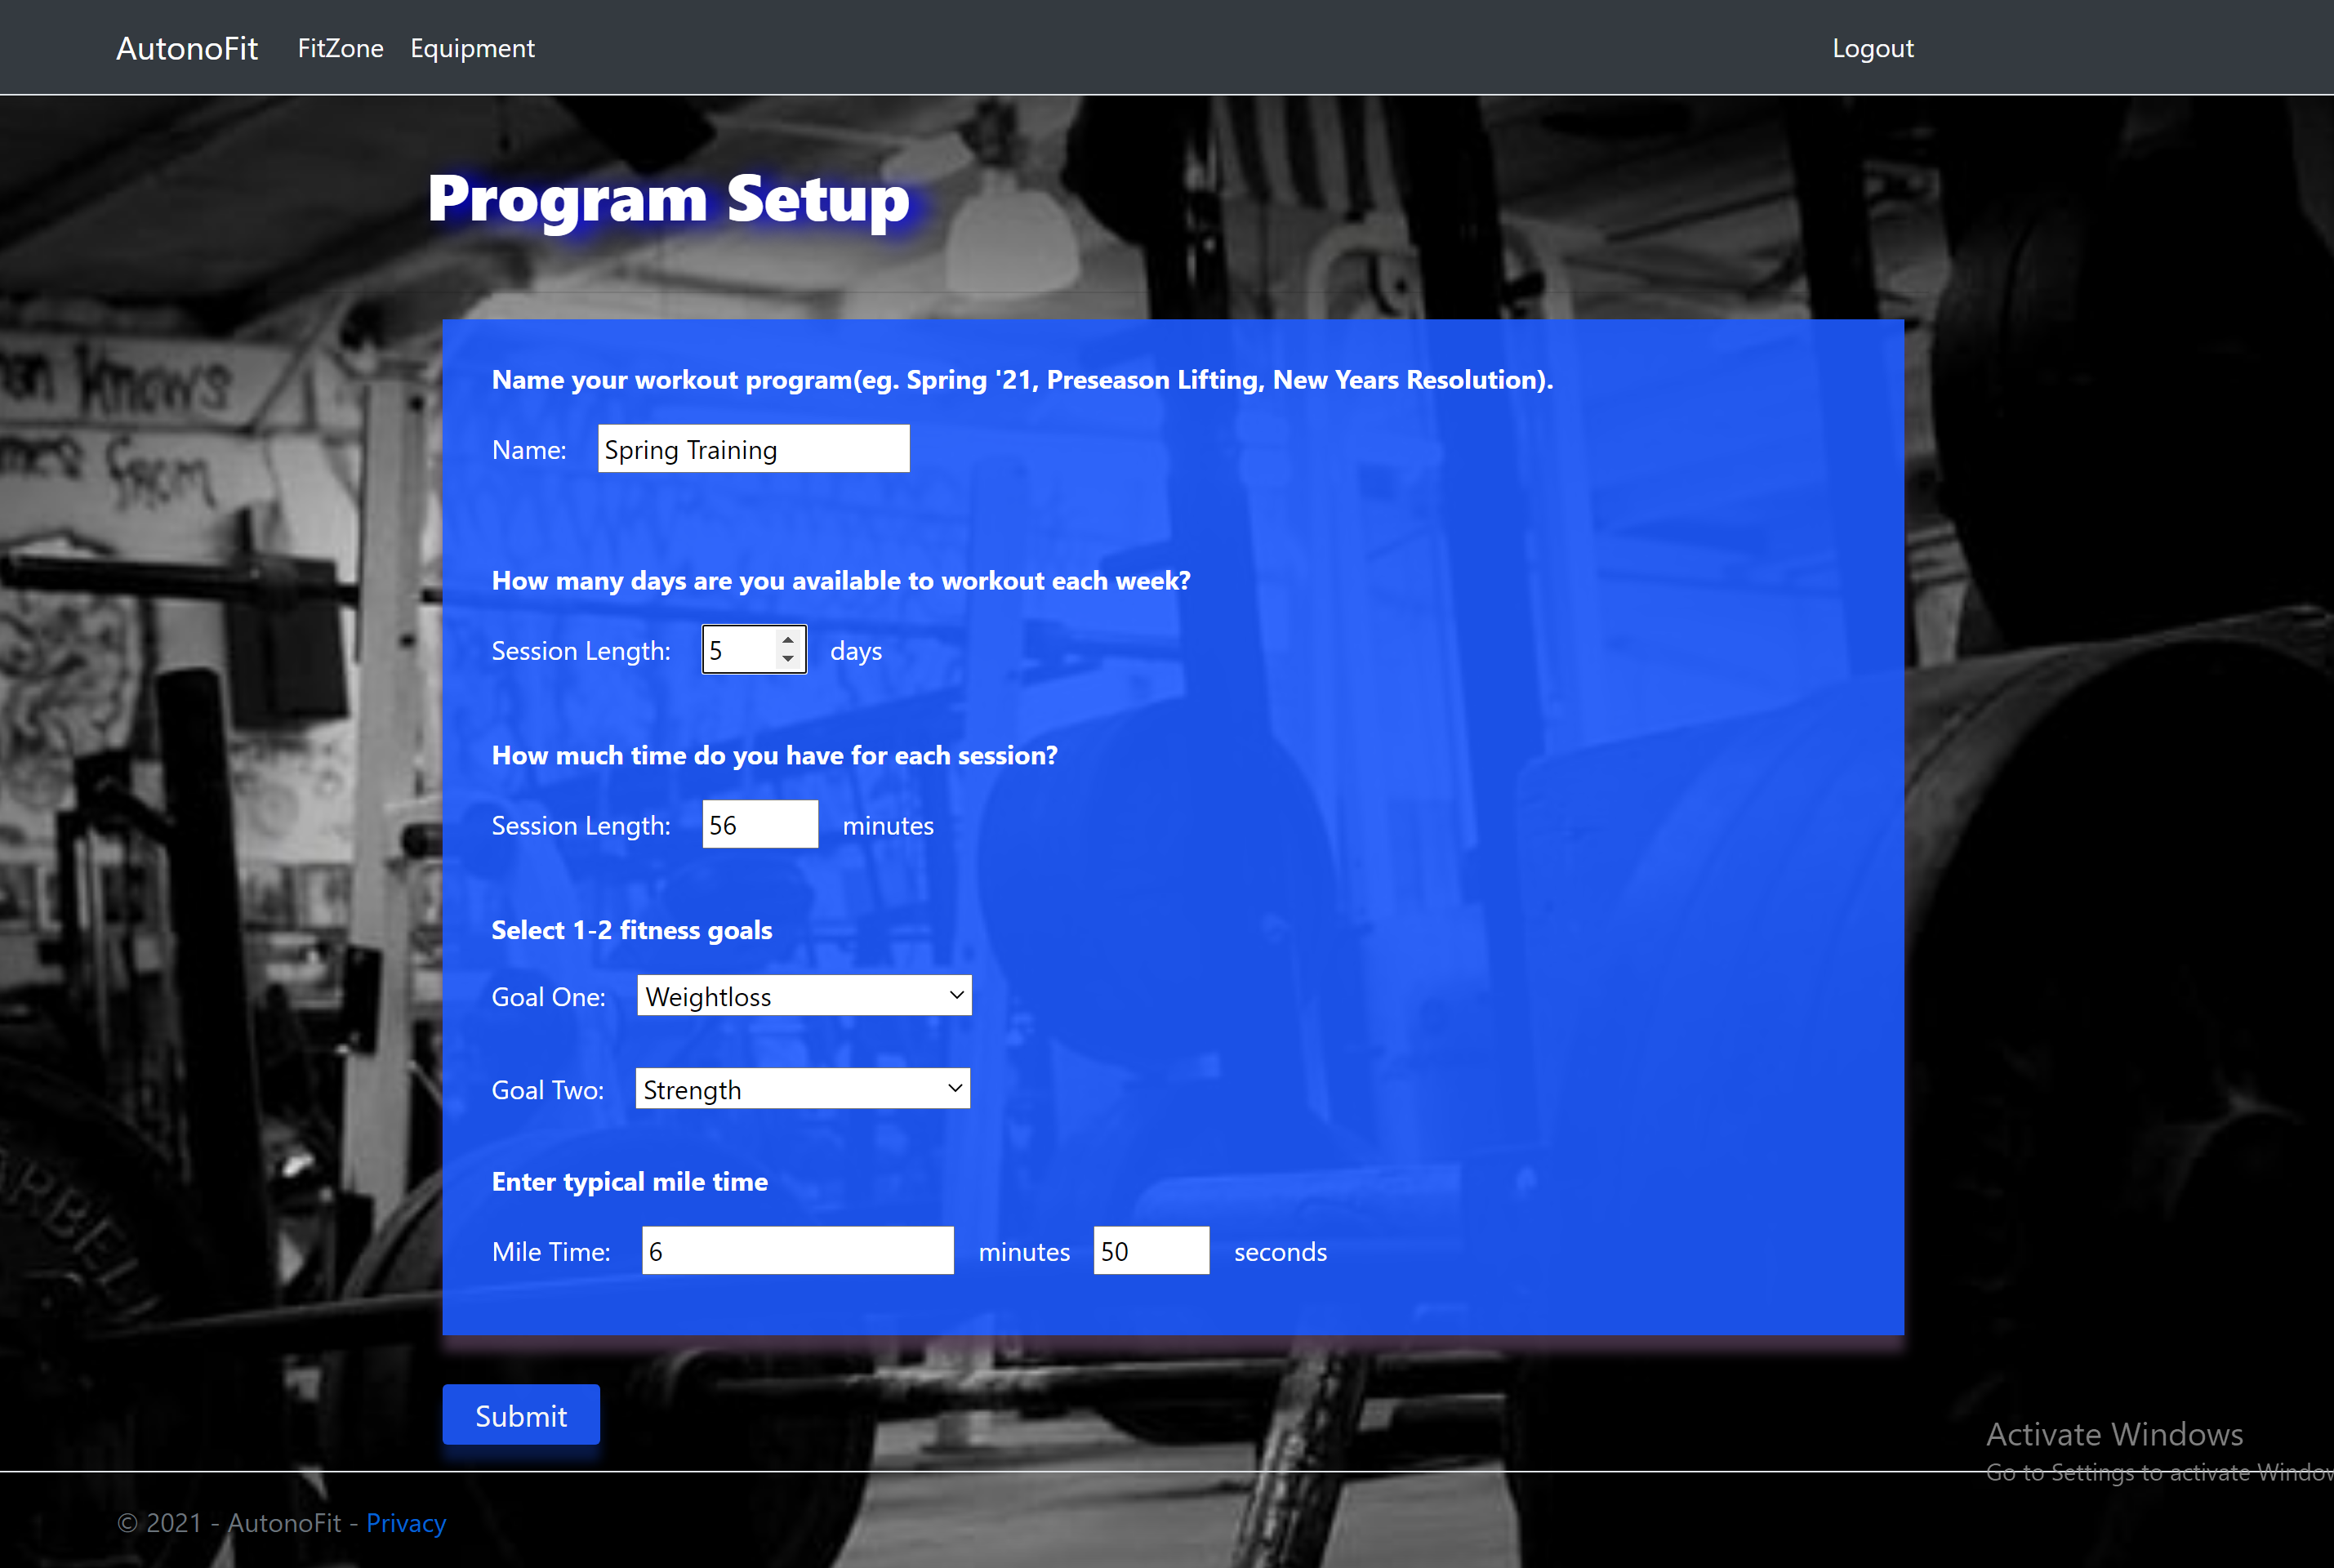 AutonoFit FitZone Equipment Logout
Program Setup
Name your workout program(eg. Spring '21, Preseason Lifting, New Years Resolution).
Name: Spring Training
How many days are you available to workout each week?
Session Length: 5 days
How much time do you have for each session?
Session Length: 56 minutes
Select 1-2 fitness goals
Goal One: Weightloss
Goal Two: Strength
Enter typical mile time
Mile Time: 6 minutes 50 seconds
Submit
Activate Windows
Go to Settings to activate
© 2021 - AutonoFit - Privacy
Knows
from